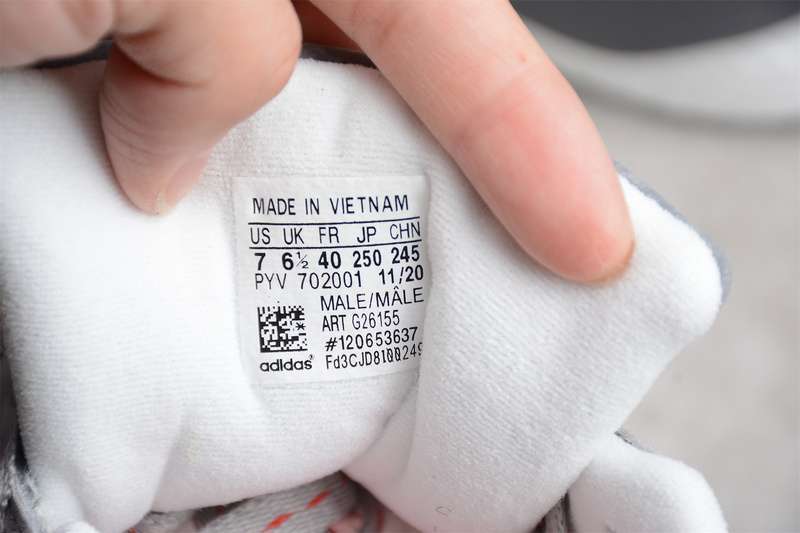 MADE IN VIETNAM
US UK FR JP CHN
7 6½ 40 250 245
PYV 702001 11/20
MALE/MÂLE
ART G26155
#120653637
adidas Fd3CJD8I00249